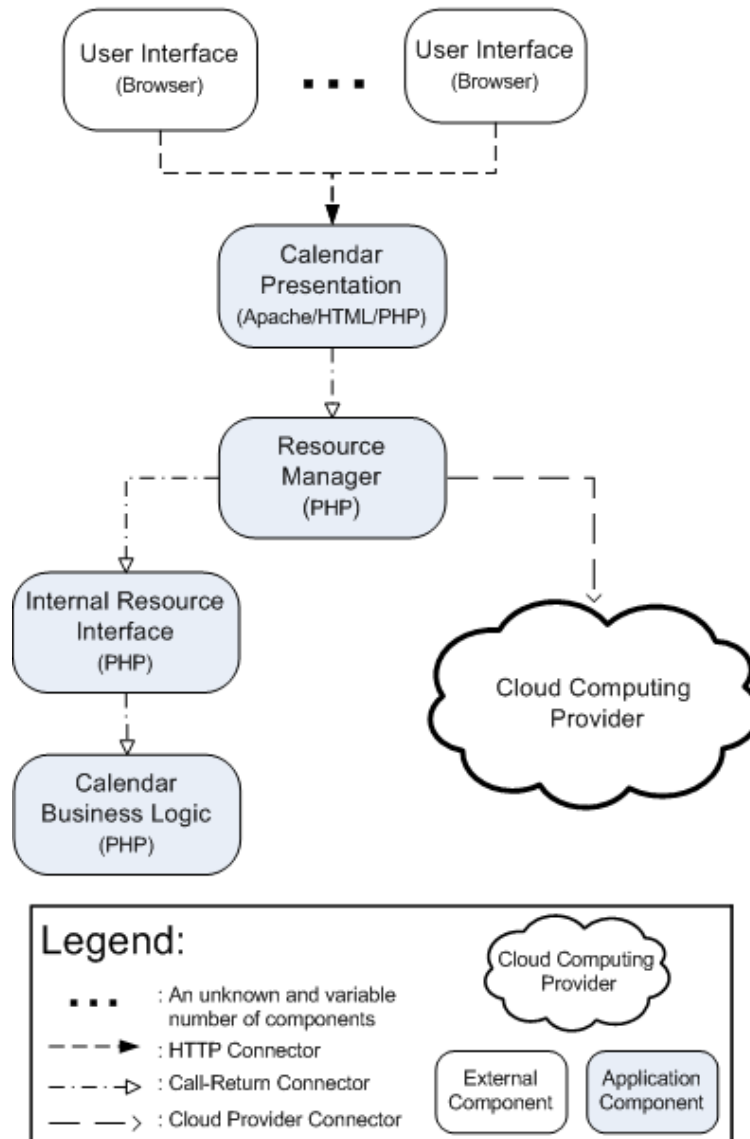 User Interface
(Browser)
...
User Interface
(Browser)
Calendar
Presentation
(Apache/HTML/PHP)
Resource
Manager
(PHP)
Internal Resource
Interface
(PHP)
Cloud Computing
Provider
Calendar
Business Logic
(PHP)
Legend:
... : An unknown and variable
number of components
: HTTP Connector
: Call-Return Connector
: Cloud Provider Connector
Cloud Computing
Provider
External
Component
Application
Component